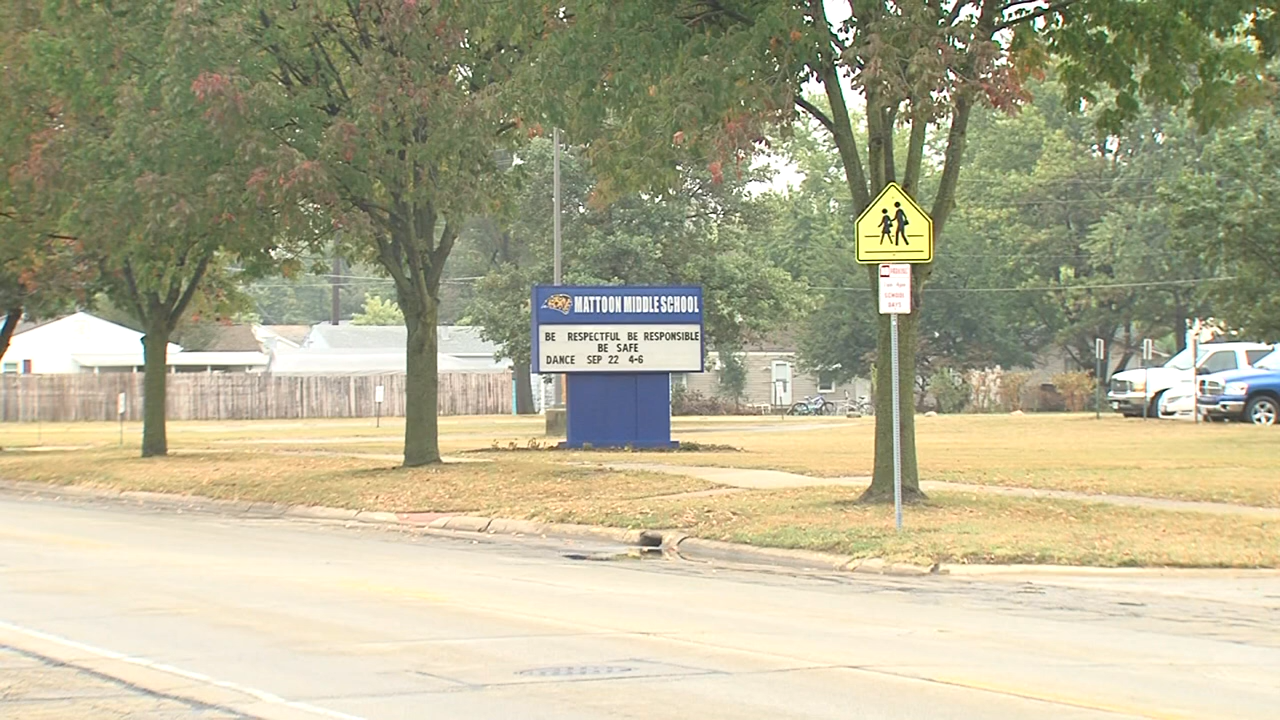 MATTOON MIDDLE SCHOOL
BE RESPECTFUL BE RESPONSIBLE
BE SAFE
DANCE SEP 22 4-6
SCHOOL
DAYS